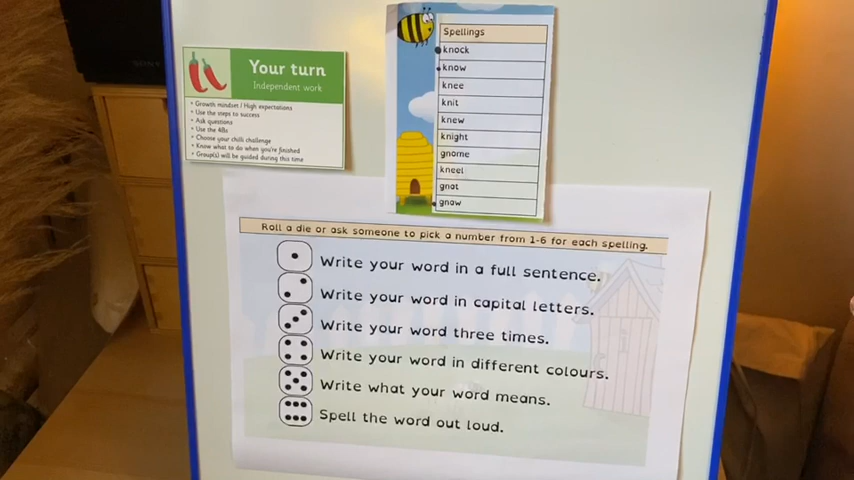 SONY
Your turn
Independent work
• Growth mindset / High expectations
• Use the steps to success
• Ask questions
• Use the 4Bs
• Choose your chilli challenge
• Know what to do when you're finished
• Group(s) will be guided during this time
Spellings
knock
know
knee
knit
knew
knight
gnome
kneel
gnat
gnaw
Roll a die or ask someone to pick a number from 1-6 for each spelling.
Write your word in a full sentence.
Write your word in capital letters.
Write your word three times.
Write your word in different colours.
Write what your word means.
Spell the word out loud.